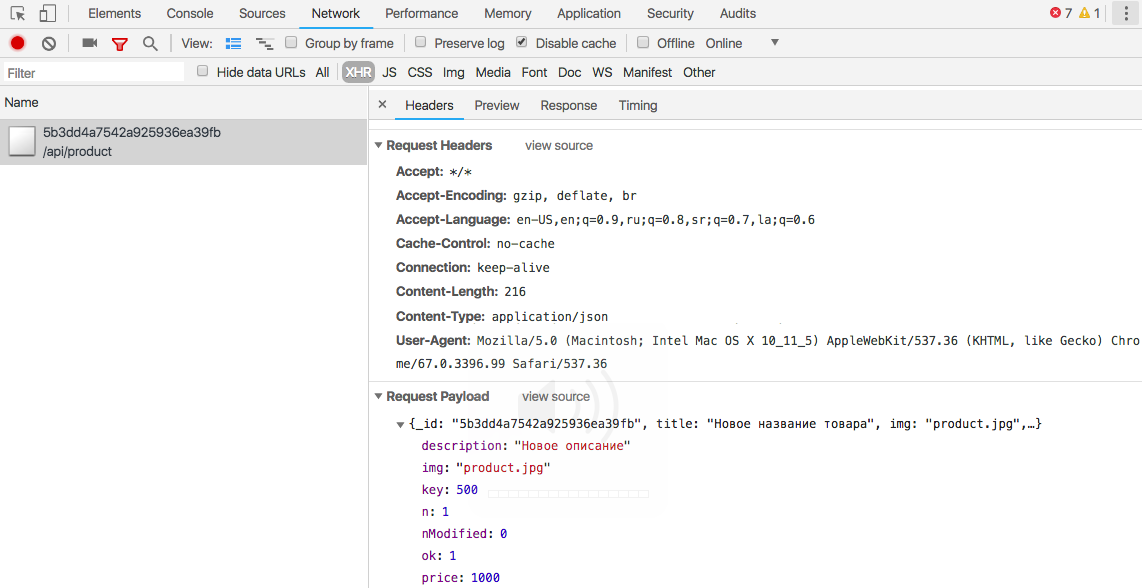 Elements Console Sources Network Performance Memory Application Security Audits 7 1
View: Group by frame Preserve log Disable cache Offline Online
Filter Hide data URLs All XHR JS CSS Img Media Font Doc WS Manifest Other
Name
5b3dd4a7542a925936ea39fb
/api/product
× Headers Preview Response Timing
Request Headers view source
Accept: */*
Accept-Encoding: gzip, deflate, br
Accept-Language: en-US,en;q=0.9,ru;q=0.8,sr;q=0.7,la;q=0.6
Cache-Control: no-cache
Connection: keep-alive
Content-Length: 216
Content-Type: application/json
User-Agent: Mozilla/5.0 (Macintosh; Intel Mac OS X 10_11_5) AppleWebKit/537.36 (KHTML, like Gecko) Chro
me/67.0.3396.99 Safari/537.36
Request Payload view source
{_id: "5b3dd4a7542a925936ea39fb", title: "Новое название товара", img: "product.jpg",…}
description: "Новое описание"
img: "product.jpg"
key: 500
n: 1
nModified: 0
ok: 1
price: 1000